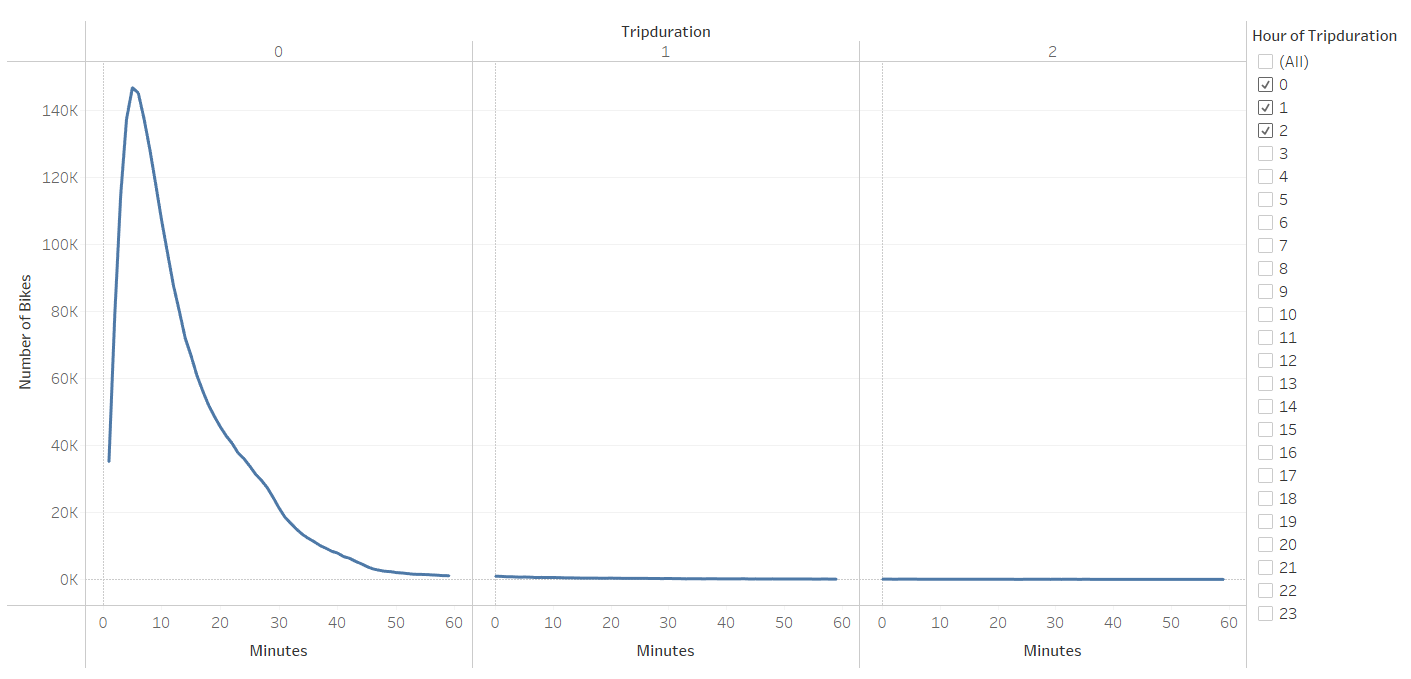 Tripduration
0 1 2
Number of Bikes
140K
120K
100K
80K
60K
40K
20K
0K
0 10 20 30 40 50 60 0 10 20 30 40 50 60 0 10 20 30 40 50 60
Minutes Minutes Minutes
Hour of Tripduration
(All)
0
1
2
3
4
5
6
7
8
9
10
11
12
13
14
15
16
17
18
19
20
21
22
23